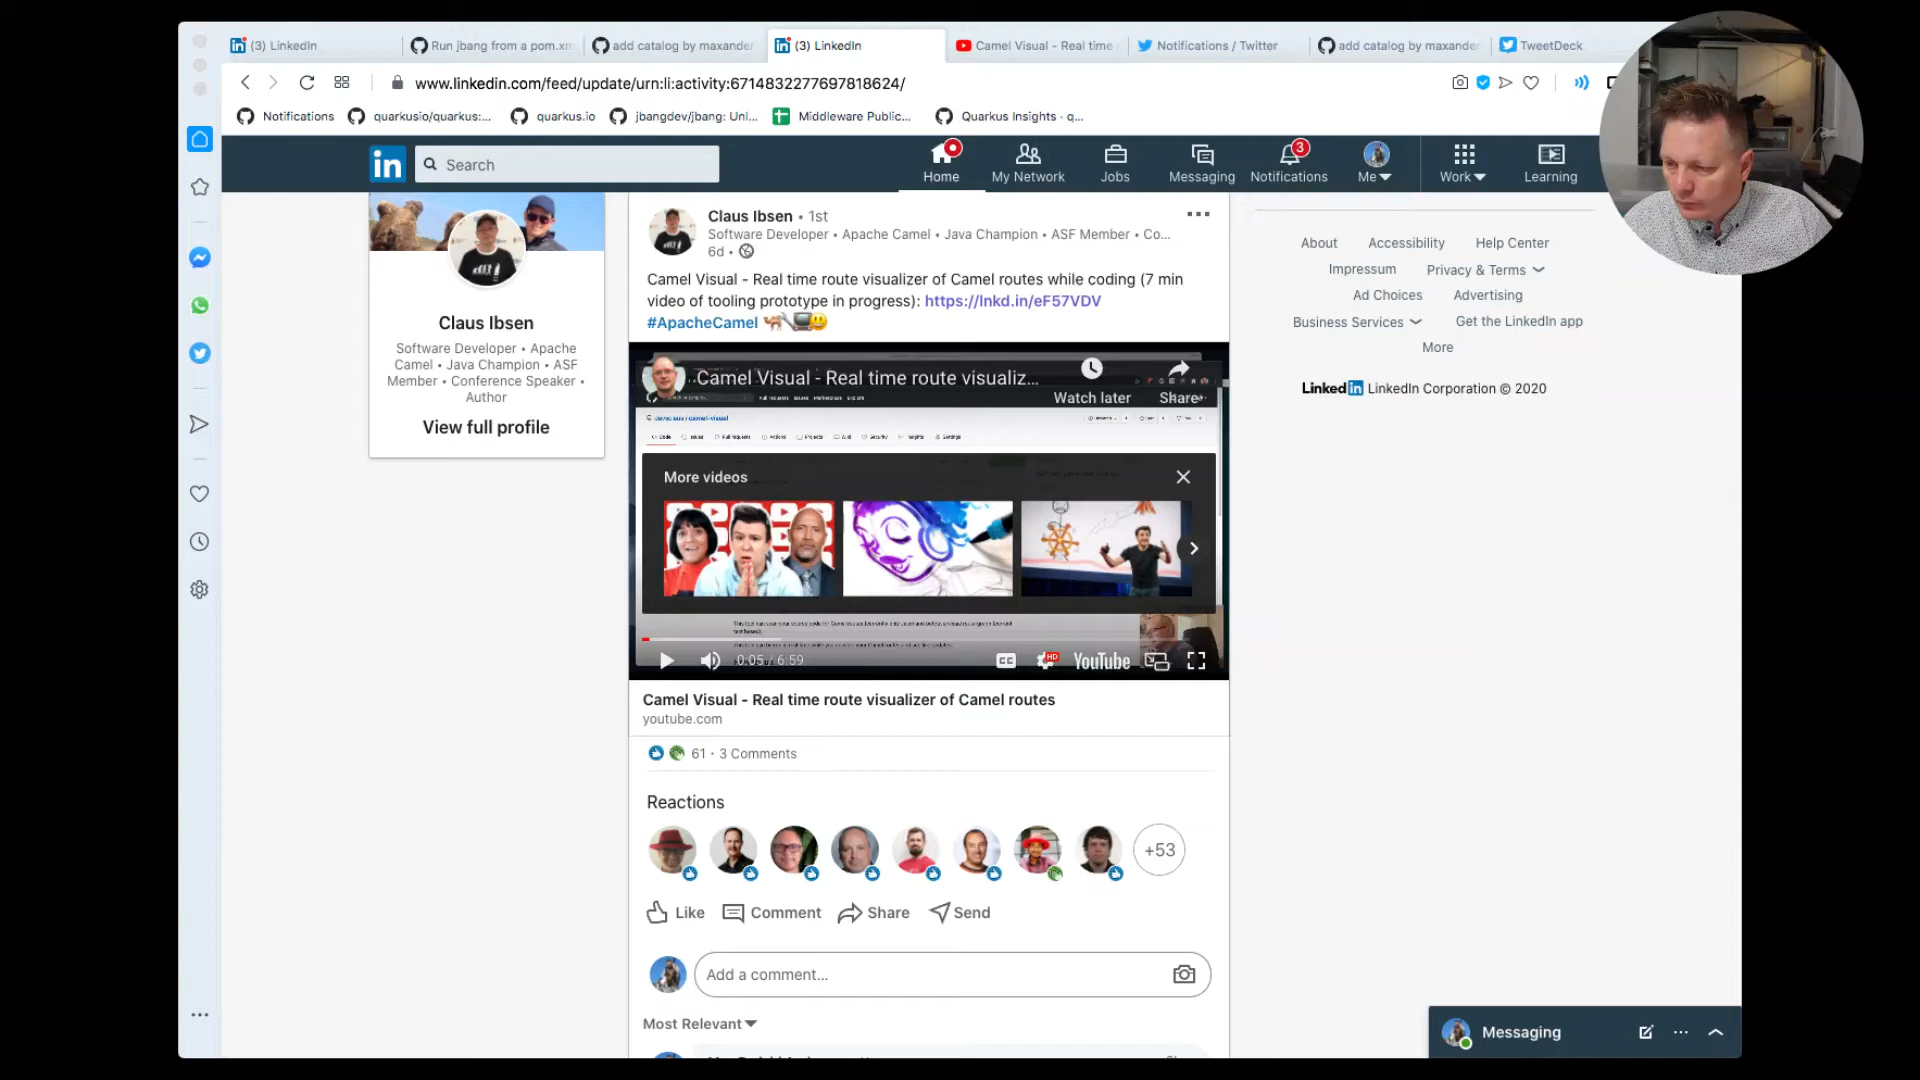 (3) LinkedIn
Run jbang from a pom.xm
add catalog by maxander
(3) LinkedIn
Camel Visual - Real time
Notifications / Twitter
add catalog by maxander
TweetDeck
www.linkedin.com/feed/update/urn:li:activity:6714832277697818624/
Notifications
quarkusio/quarkus:...
quarkus.io
jbangdev/jbang: Unl...
Middleware Public...
Quarkus Insights · q...
in
Search
Home
My Network
Jobs
Messaging
3
Notifications
Me
Work
Learning
Claus Ibsen
Software Developer • Apache
Camel • Java Champion • ASF
Member • Conference Speaker •
Author
View full profile
Claus Ibsen • 1st
Software Developer • Apache Camel • Java Champion • ASF Member • Co...
6d •
Camel Visual - Real time route visualizer of Camel routes while coding (7 min
video of tooling prototype in progress): https://lnkd.in/eF57VDV
#ApacheCamel
Camel Visual - Real time route visualiz...
Watch later
Share
More videos
0:05 / 6:59
CC
HD
YouTube
Camel Visual - Real time route visualizer of Camel routes
youtube.com
61 · 3 Comments
Reactions
+53
Like
Comment
Share
Send
Add a comment...
Most Relevant
About
Accessibility
Help Center
Impressum
Privacy & Terms
Ad Choices
Advertising
Business Services
Get the LinkedIn app
More
LinkedIn LinkedIn Corporation © 2020
Messaging